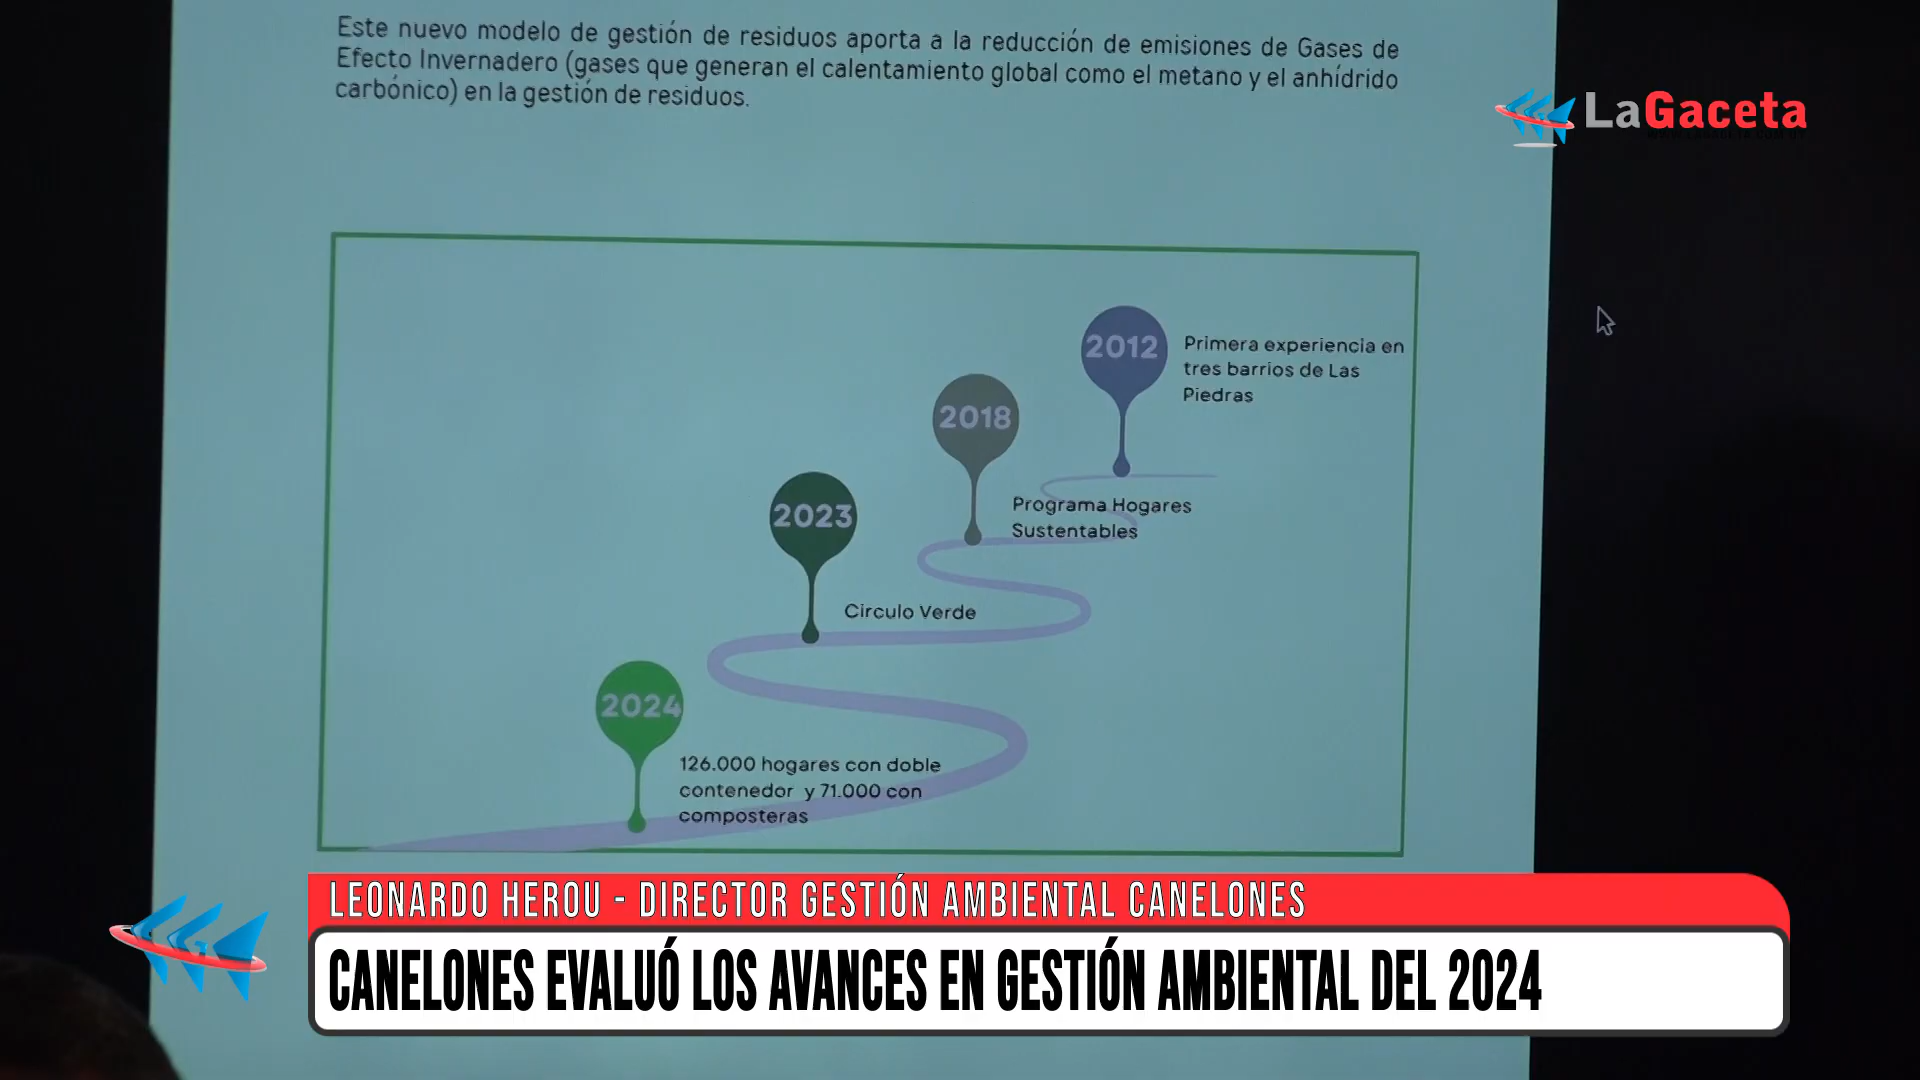 Este nuevo modelo de gestión de residuos aporta a la reducción de emisiones de Gases de
Efecto Invernadero (gases que generan el calentamiento global como el metano y el anhídrido
carbónico) en la gestión de residuos.
LaGaceta
2012
Primera experiencia en
tres barrios de Las
Piedras
2018
Programa Hogares
Sustentables
2023
Circulo Verde
2024
126.000 hogares con doble
contenedor y 71.000 con
composteras
LEONARDO HEROU - DIRECTOR GESTIÓN AMBIENTAL CANELONES
CANELONES EVALUÓ LOS AVANCES EN GESTIÓN AMBIENTAL DEL 2024